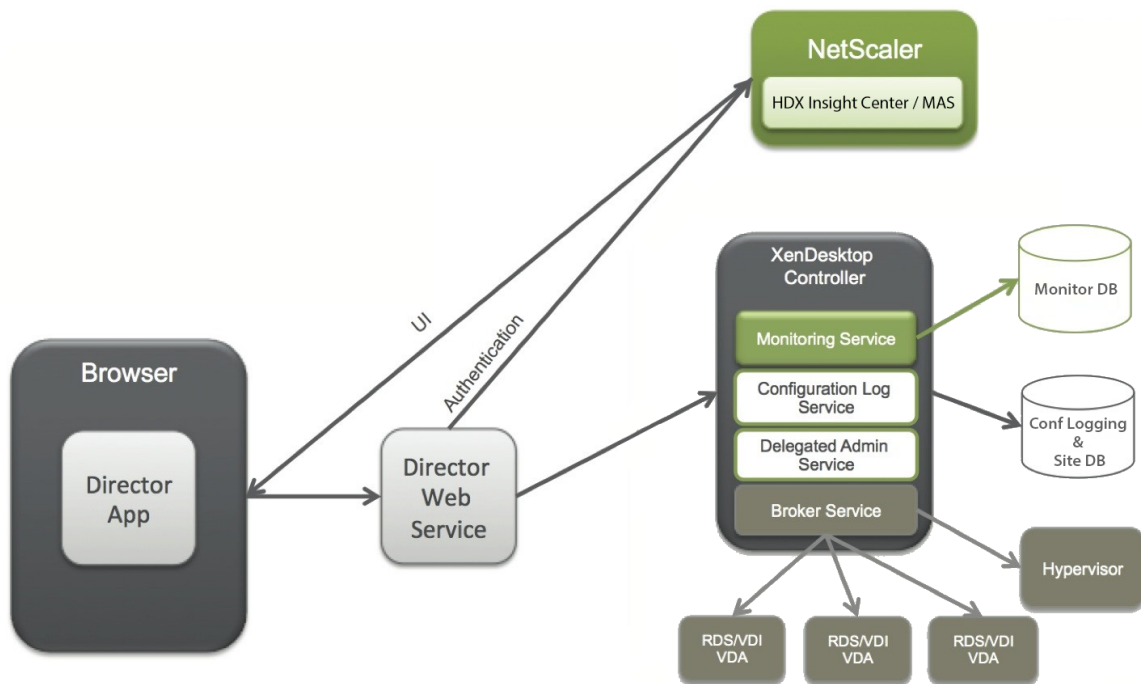 NetScaler
HDX Insight Center / MAS
XenDesktop
Controller
Monitor DB
UI
Authentication
Monitoring Service
Browser
Configuration Log
Service
Conf Logging
&
Site DB
Director
App
Director
Web
Service
Delegated Admin
Service
Broker Service
Hypervisor
RDS/VDI
VDA
RDS/VDI
VDA
RDS/VDI
VDA